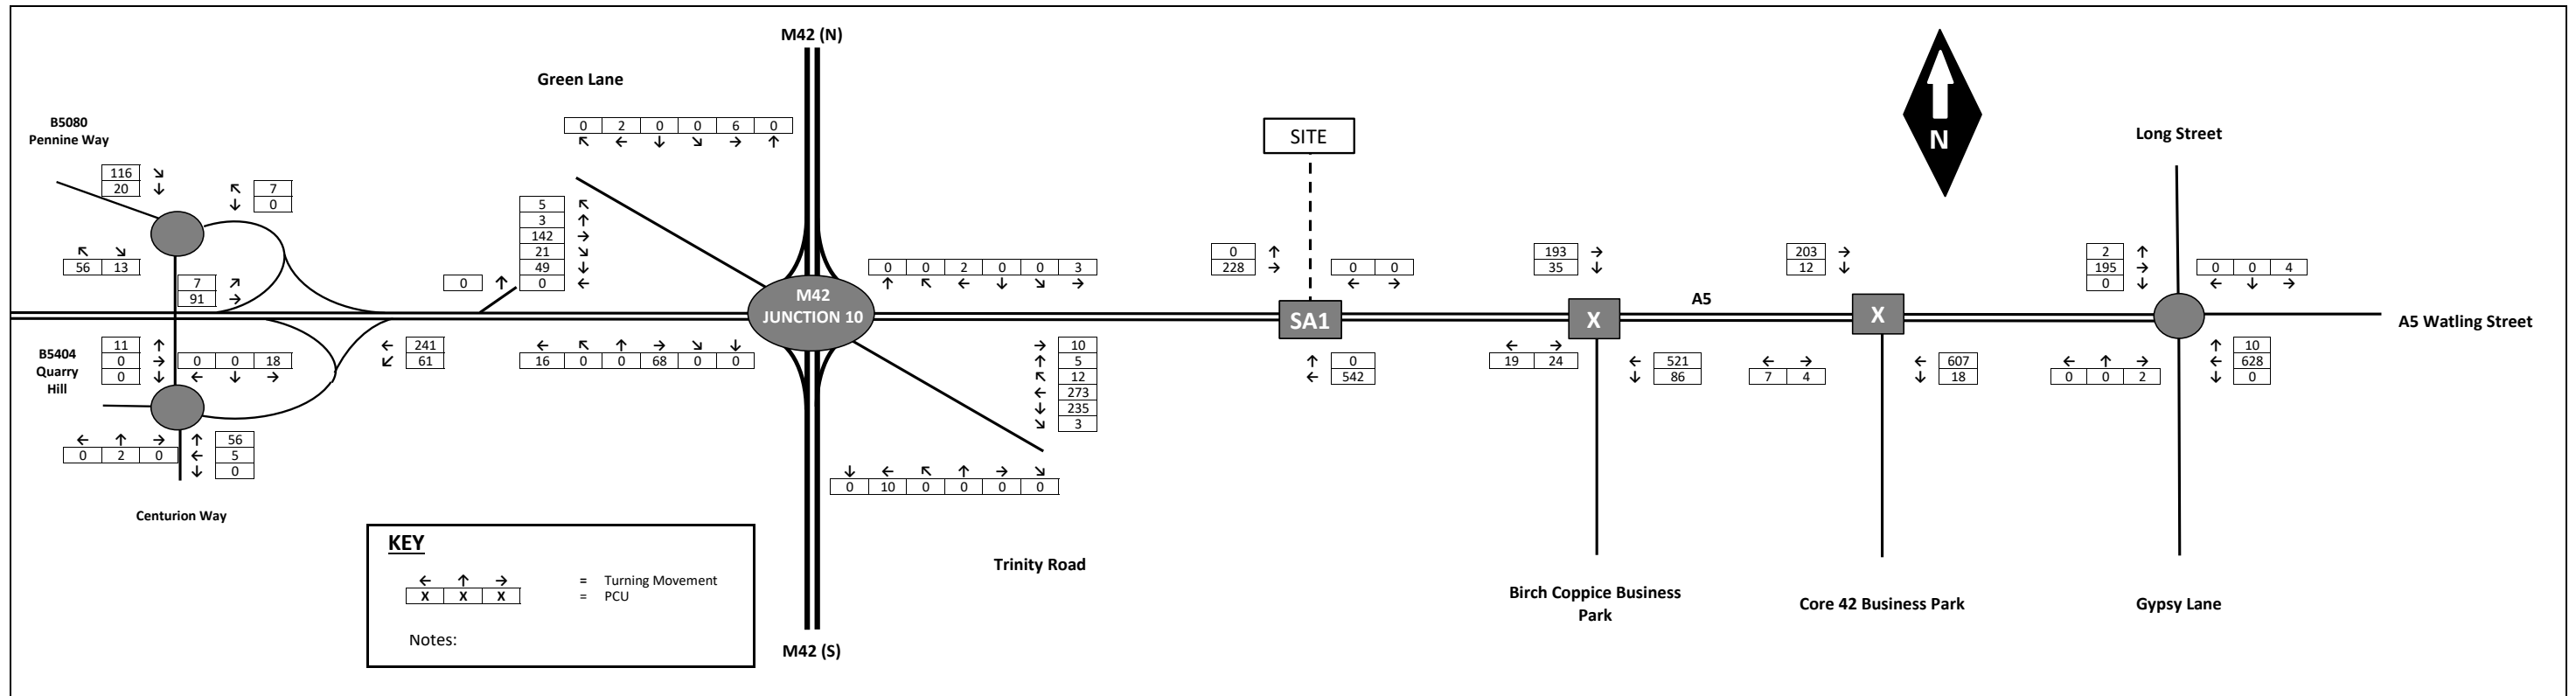 M42 (N)
Green Lane
B5080
Pennine Way
0 2 0 0 6 0
↖ ← ↓ ↘ → ↑
SITE
N
Long Street
116 ↘
20 ↓
↖ 7
↓ 0
5 ↖
3 ↑
142 →
21 ↘
49 ↓
0 ←
↖ ↘
56 13
7 ↗
91 →
0 ↑
0 0 2 0 0 3
↑ ↖ ← ↓ ↘ →
0 ↑
228 →
0 0
← →
193 →
35 ↓
203 →
12 ↓
2 ↑
195 →
0 ↓
0 0 4
← ↓ →
M42
JUNCTION 10
SA1
X
A5
X
A5 Watling Street
B5404
Quarry
Hill
11 ↑
0 →
0 ↓
0 0 18
← ↓ →
← 241
↙ 61
← ↖ ↑ → ↘ ↓
16 0 0 68 0 0
→ 10
↑ 5
↖ 12
← 273
↓ 235
↘ 3
↑ 0
← 542
← →
19 24
← 521
↓ 86
← →
7 4
← 607
↓ 18
← ↑ →
0 0 2
↑ 10
← 628
↓ 0
← ↑ →
0 2 0
↑ 56
← 5
↓ 0
↓ ← ↖ ↑ → ↘
0 10 0 0 0 0
Centurion Way
KEY
← ↑ → = Turning Movement
X X X = PCU
Notes:
Trinity Road
M42 (S)
Birch Coppice Business
Park
Core 42 Business Park
Gypsy Lane